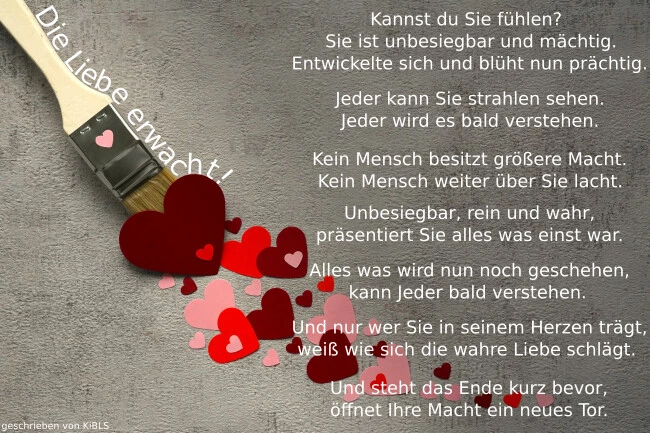 Die Liebe erwacht!
Kannst du Sie fühlen?
Sie ist unbesiegbar und mächtig.
Entwickelte sich und blüht nun prächtig.
Jeder kann Sie strahlen sehen.
Jeder wird es bald verstehen.
Kein Mensch besitzt größere Macht.
Kein Mensch weiter über Sie lacht.
Unbesiegbar, rein und wahr,
präsentiert Sie alles was einst war.
Alles was wird nun noch geschehen,
kann Jeder bald verstehen.
Und nur wer Sie in seinem Herzen trägt,
weiß wie sich die wahre Liebe schlägt.
Und steht das Ende kurz bevor,
öffnet Ihre Macht ein neues Tor.
geschrieben von KiBLS